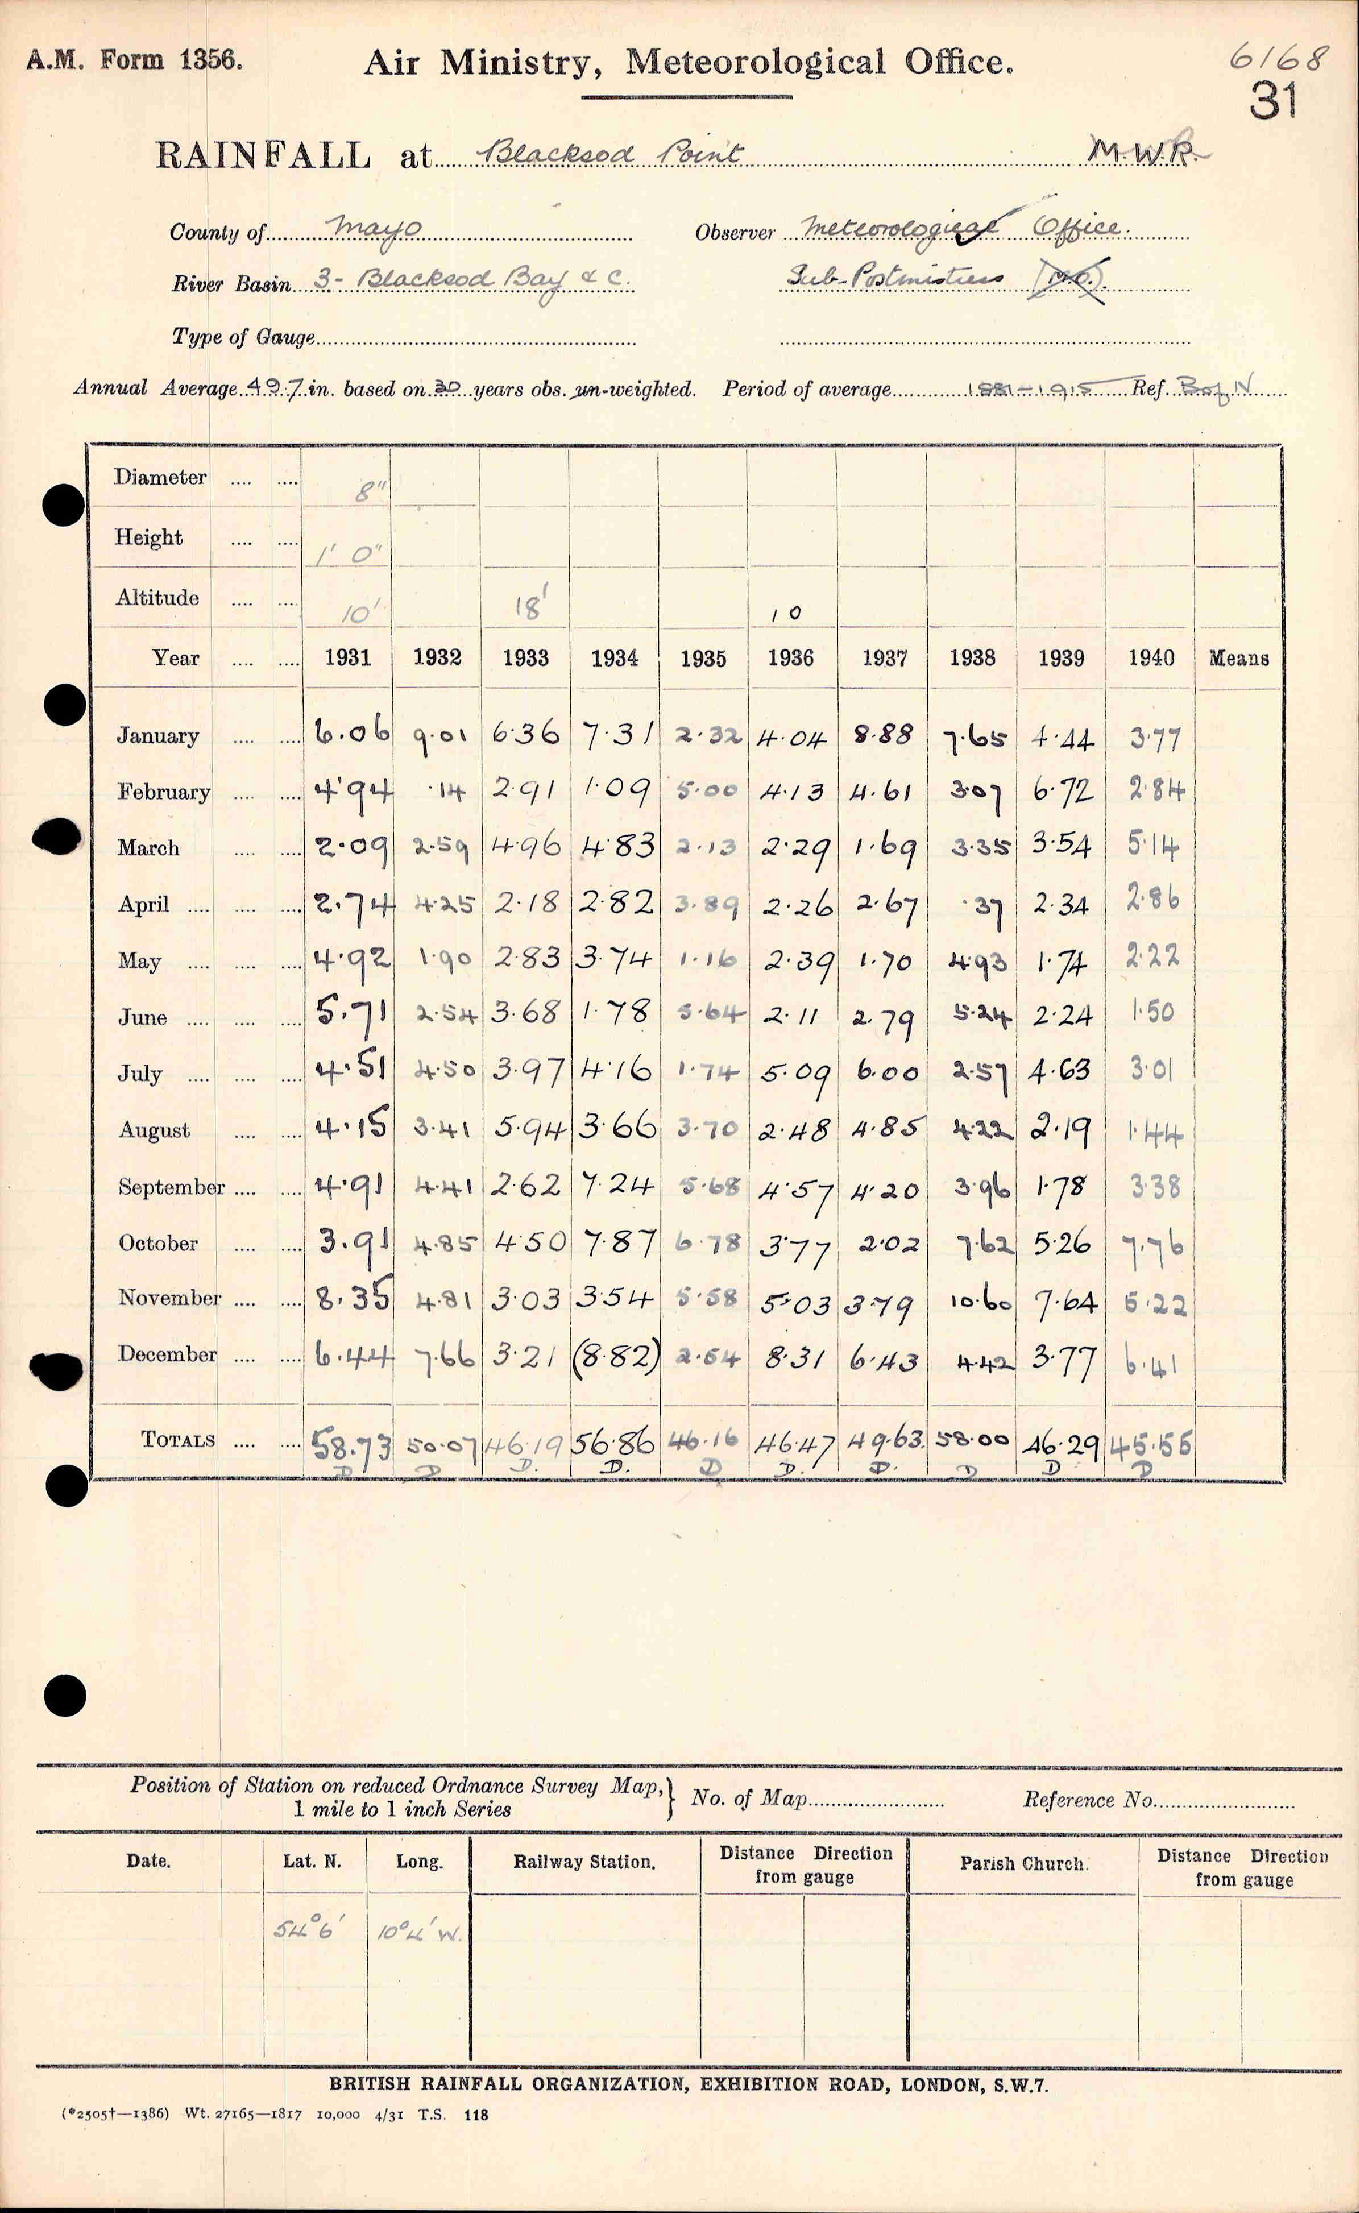 A.M. Form 1356.
Air Ministry, Meteorological Office.
6168
31
RAINFALL at Blacksod Point M.W.R.
County of Mayo Observer Meteorological Office.
River Basin 3- Blacksod Bay & C. Sub-Postmistress (M.O.)
Type of Gauge
Annual Average 49.7 in. based on 30 years obs. un-weighted. Period of average 1881-1915 Ref. B of N
Diameter .... .... 8"
Height .... .... 1' 0"
Altitude .... .... 10' 18' 10
Year .... .... 1931 1932 1933 1934 1935 1936 1937 1938 1939 1940 Means
January .... .... 6.06 9.01 6.36 7.31 2.32 4.04 8.88 7.65 4.44 3.77
February .... .... 4.94 .14 2.91 1.09 5.00 4.13 4.61 3.07 6.72 2.84
March .... .... 2.09 2.59 4.96 4.83 2.13 2.29 1.69 3.35 3.54 5.14
April .... .... .... 2.74 4.25 2.18 2.82 3.89 2.26 2.67 .37 2.34 2.86
May .... .... .... 4.92 1.90 2.83 3.74 1.16 2.39 1.70 4.93 1.74 2.22
June .... .... .... 5.71 2.54 3.68 1.78 5.64 2.11 2.79 5.24 2.24 1.50
July .... .... .... 4.51 4.50 3.97 4.16 1.74 5.09 6.00 2.57 4.63 3.01
August .... .... 4.15 3.41 5.94 3.66 3.70 2.48 4.85 4.22 2.19 1.44
September .... .... 4.91 4.41 2.62 7.24 5.68 4.57 4.20 3.96 1.78 3.38
October .... .... 3.91 4.85 4.50 7.87 6.78 3.77 2.02 7.62 5.26 7.76
November .... .... 8.35 4.81 3.03 3.54 5.58 5.03 3.79 10.60 7.64 5.22
December .... .... 6.44 7.66 3.21 (8.82) 2.54 8.31 6.43 4.42 3.77 6.41
TOTALS .... .... 58.73 50.07 46.19 56.86 46.16 46.47 49.63 58.00 46.29 45.55
D D D. D. D D. D. D D D
Position of Station on reduced Ordnance Survey Map, } No. of Map Reference No.
1 mile to 1 inch Series
Date. Lat. N. Long. Railway Station. Distance Direction from gauge Parish Church. Distance Direction from gauge
54°6' 10°4' W.
BRITISH RAINFALL ORGANIZATION, EXHIBITION ROAD, LONDON, S.W.7.
(*2505†—1386) Wt. 27165—1817 10,000 4/31 T.S. 118